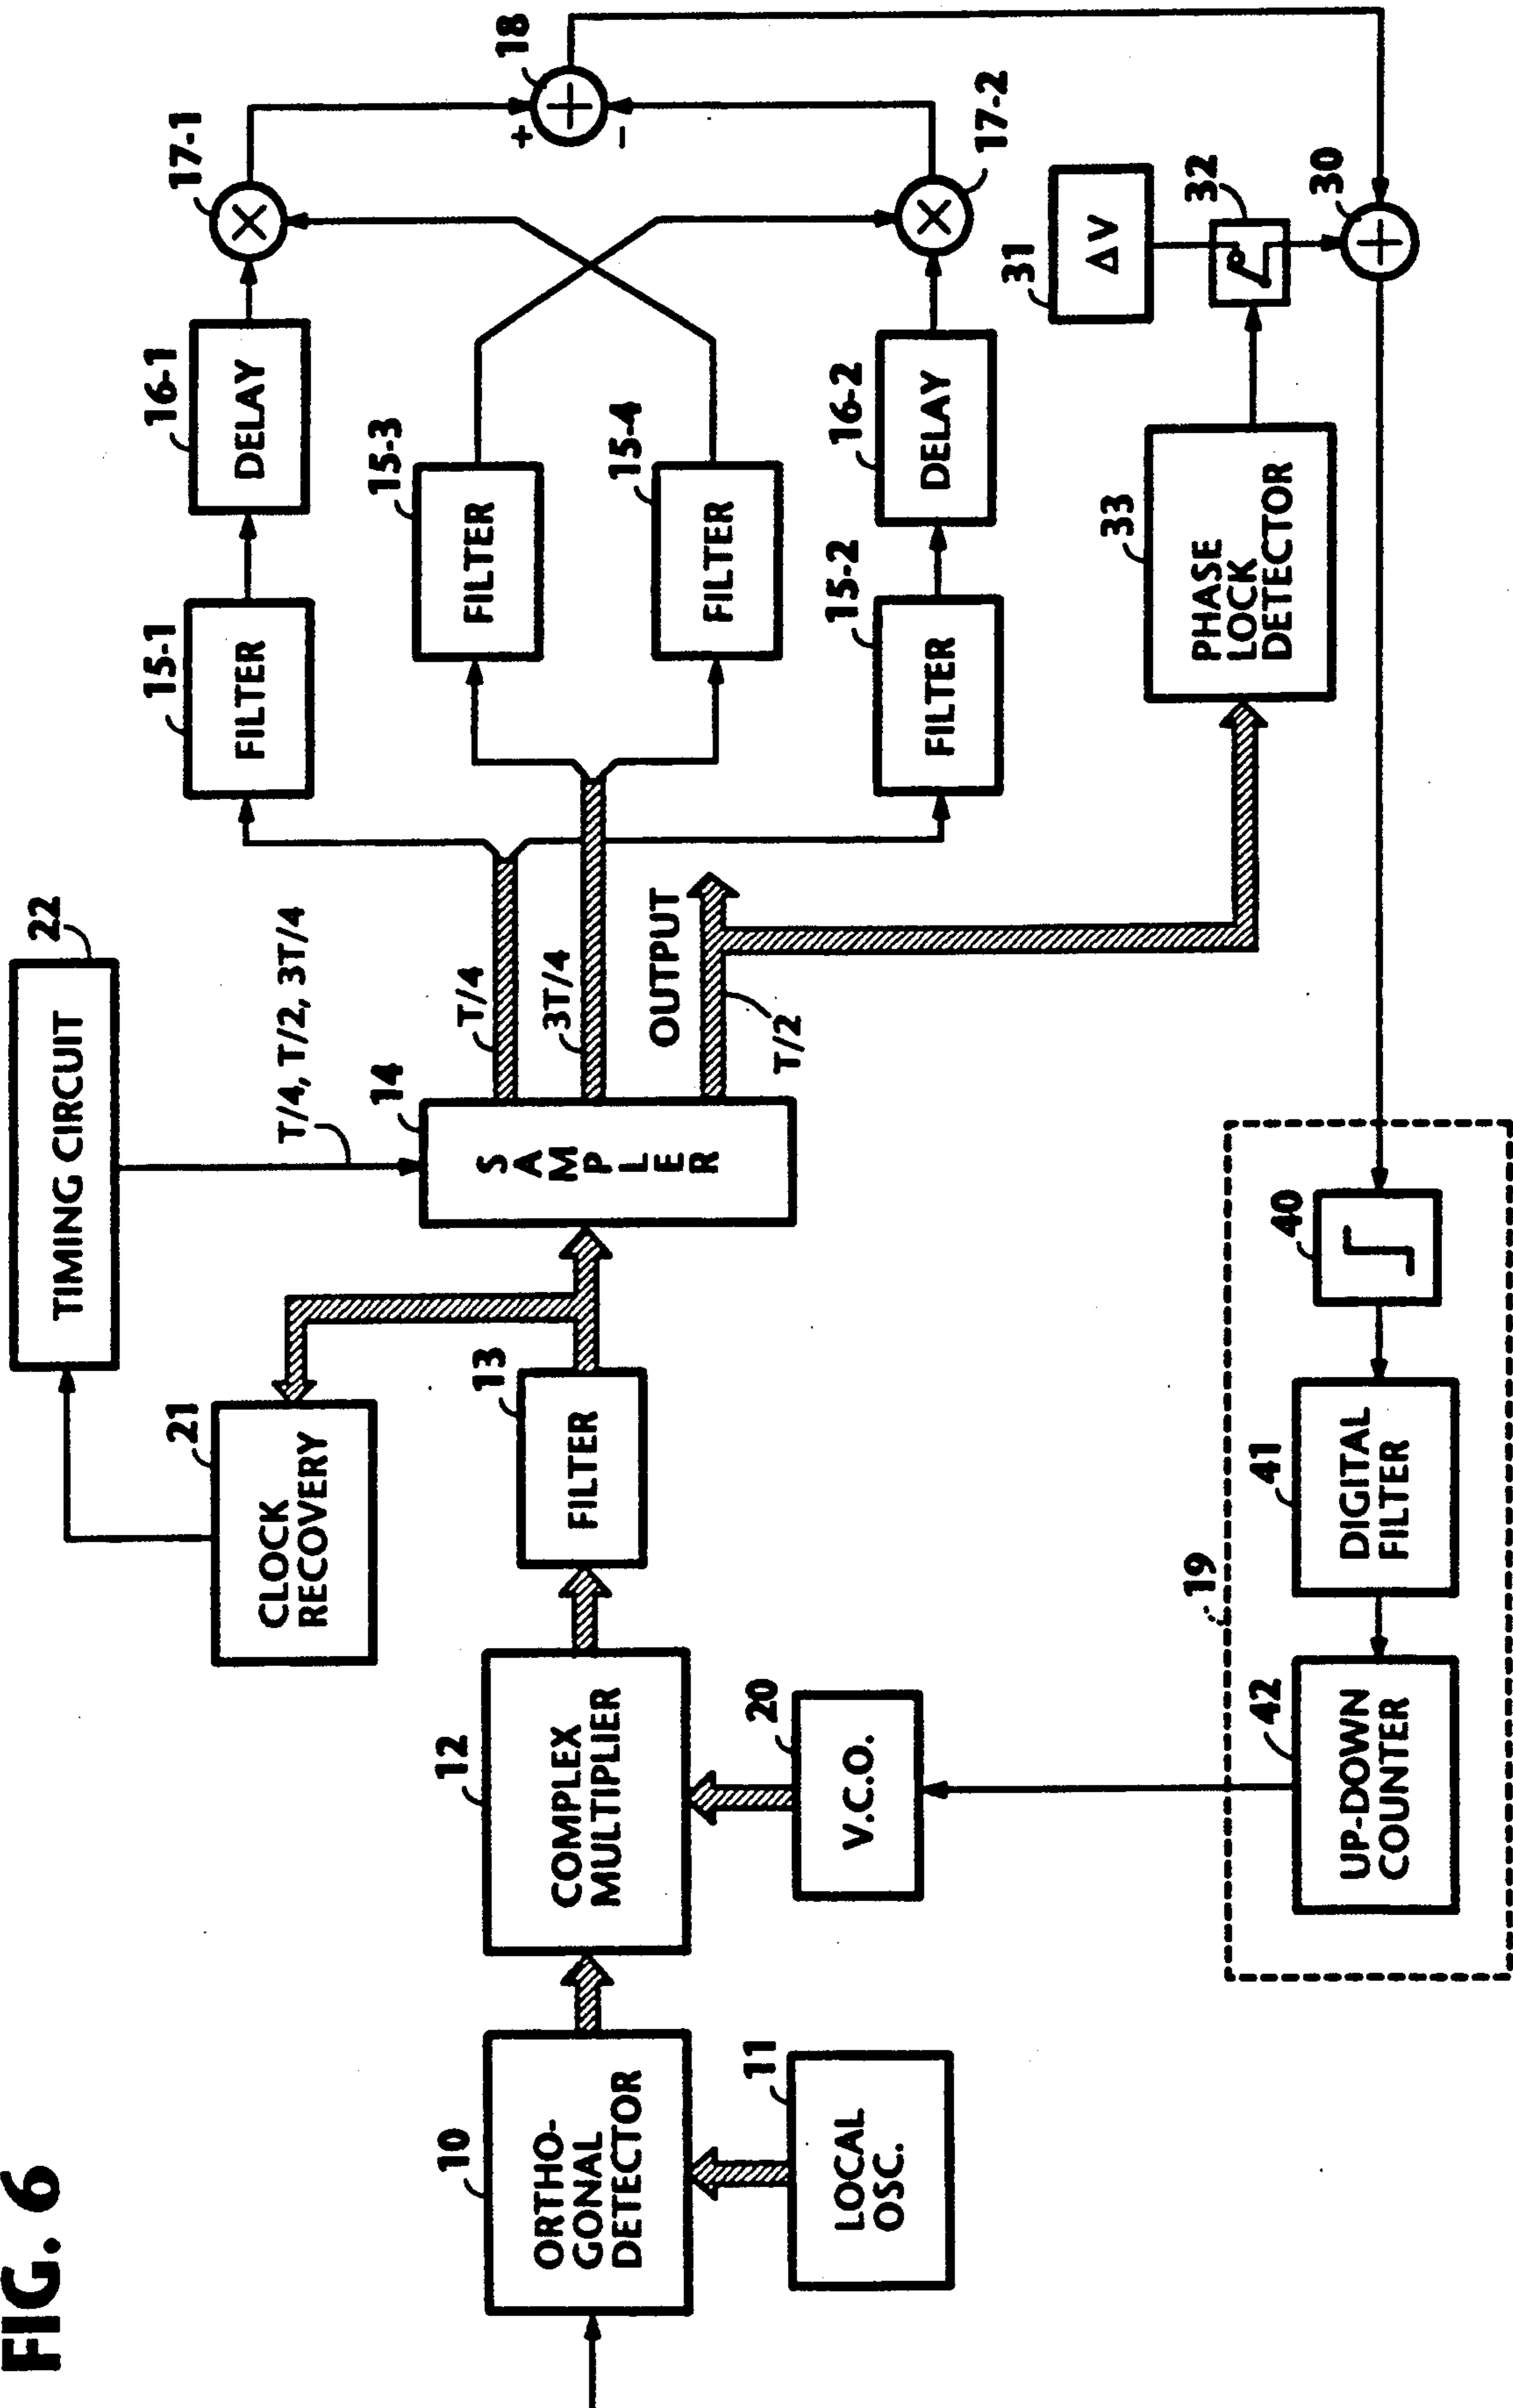 FIG. 6
TIMING CIRCUIT
22
CLOCK
RECOVERY
21
T/4, T/2, 3T/4
10
ORTHO-
GONAL
DETECTOR
11
LOCAL
OSC.
12
COMPLEX
MULTIPLIER
20
V.C.O.
13
FILTER
14
SAMPLER
T/4
3T/4
OUTPUT
T/2
15-1
FILTER
16-1
DELAY
17-1
15-3
FILTER
15-4
FILTER
15-2
FILTER
16-2
DELAY
17-2
18
+
−
31
ΔV
32
30
33
PHASE
LOCK
DETECTOR
19
40
41
DIGITAL
FILTER
42
UP-DOWN
COUNTER